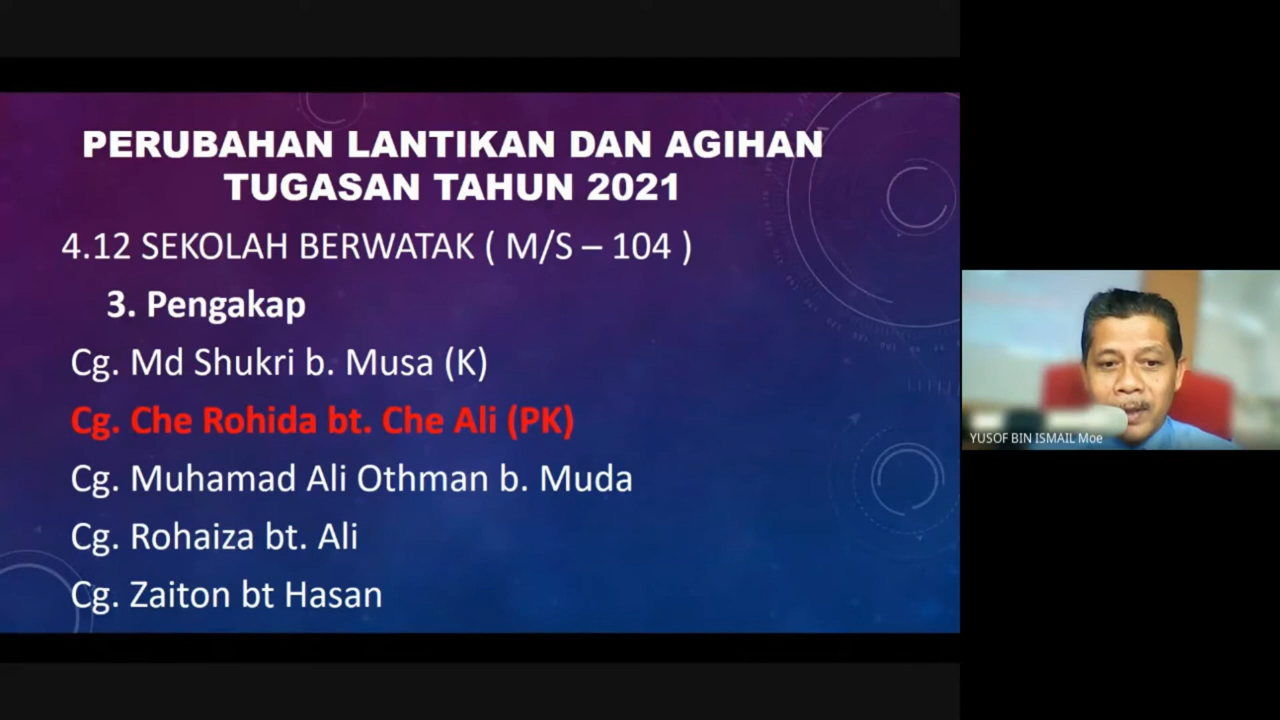 PERUBAHAN LANTIKAN DAN AGIHAN
TUGASAN TAHUN 2021
4.12 SEKOLAH BERWATAK ( M/S – 104 )
3. Pengakap
Cg. Md Shukri b. Musa (K)
Cg. Che Rohida bt. Che Ali (PK)
Cg. Muhamad Ali Othman b. Muda
Cg. Rohaiza bt. Ali
Cg. Zaiton bt Hasan
YUSOF BIN ISMAIL Moe